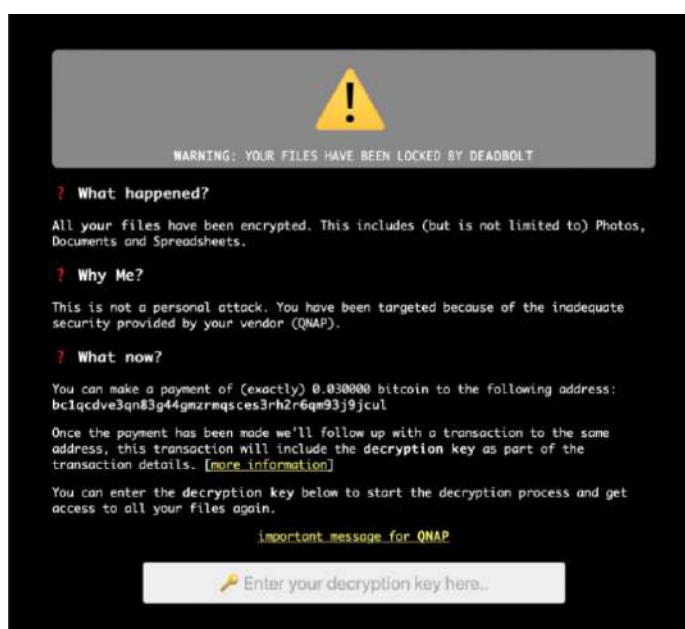 WARNING: YOUR FILES HAVE BEEN LOCKED BY DEADBOLT
? What happened?
All your files have been encrypted. This includes (but is not limited to) Photos,
Documents and Spreadsheets.
? Why Me?
This is not a personal attack. You have been targeted because of the inadequate
security provided by your vendor (QNAP).
? What now?
You can make a payment of (exactly) 0.030000 bitcoin to the following address:
bc1qcdve3qn83g44gmzrmqsces3rh2r6qm93j9jcul
Once the payment has been made we'll follow up with a transaction to the same
address, this transaction will include the decryption key as part of the
transaction details. [more information]
You can enter the decryption key below to start the decryption process and get
access to all your files again.
important message for QNAP
Enter your decryption key here..